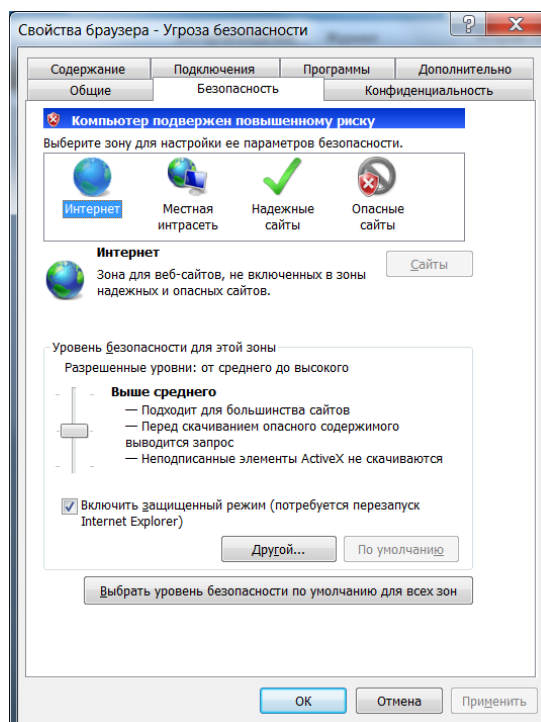 Свойства браузера - Угроза безопасности
Содержание Подключения Программы Дополнительно
Общие Безопасность Конфиденциальность
Компьютер подвержен повышенному риску
Выберите зону для настройки ее параметров безопасности.
Интернет Местная интрасеть Надежные сайты Опасные сайты
Интернет
Сайты
Зона для веб-сайтов, не включенных в зоны
надежных и опасных сайтов.
Уровень безопасности для этой зоны
Разрешенные уровни: от среднего до высокого
Выше среднего
— Подходит для большинства сайтов
— Перед скачиванием опасного содержимого
выводится запрос
— Неподписанные элементы ActiveX не скачиваются
Включить защищенный режим (потребуется перезапуск
Internet Explorer)
Другой... По умолчанию
Выбрать уровень безопасности по умолчанию для всех зон
ОК Отмена Применить